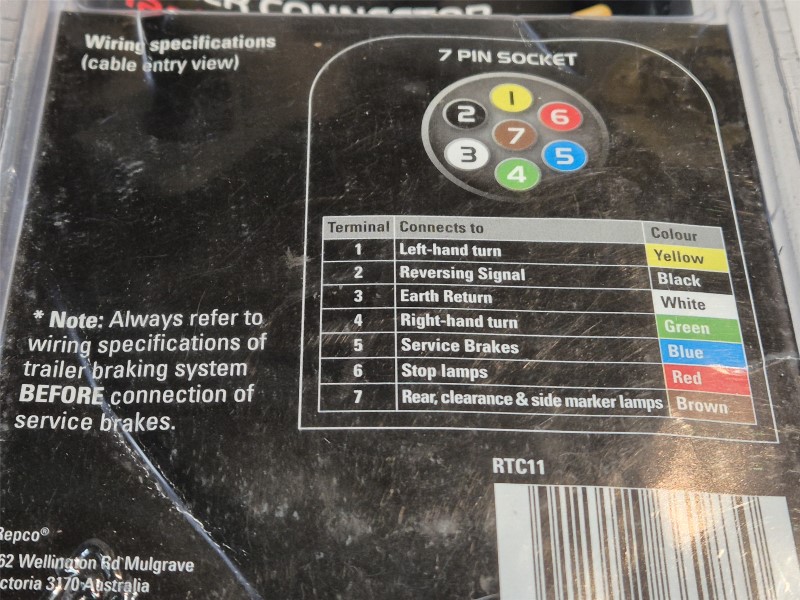 CONNECTOR
Wiring specifications
(cable entry view)
7 PIN SOCKET
1
2
6
7
3
5
4
Terminal Connects to Colour
1 Left-hand turn Yellow
2 Reversing Signal Black
3 Earth Return White
4 Right-hand turn Green
5 Service Brakes Blue
6 Stop lamps Red
7 Rear, clearance & side marker lamps Brown
* Note: Always refer to
wiring specifications of
trailer braking system
BEFORE connection of
service brakes.
RTC11
Repco®
62 Wellington Rd Mulgrave
ctoria 3170 Australia